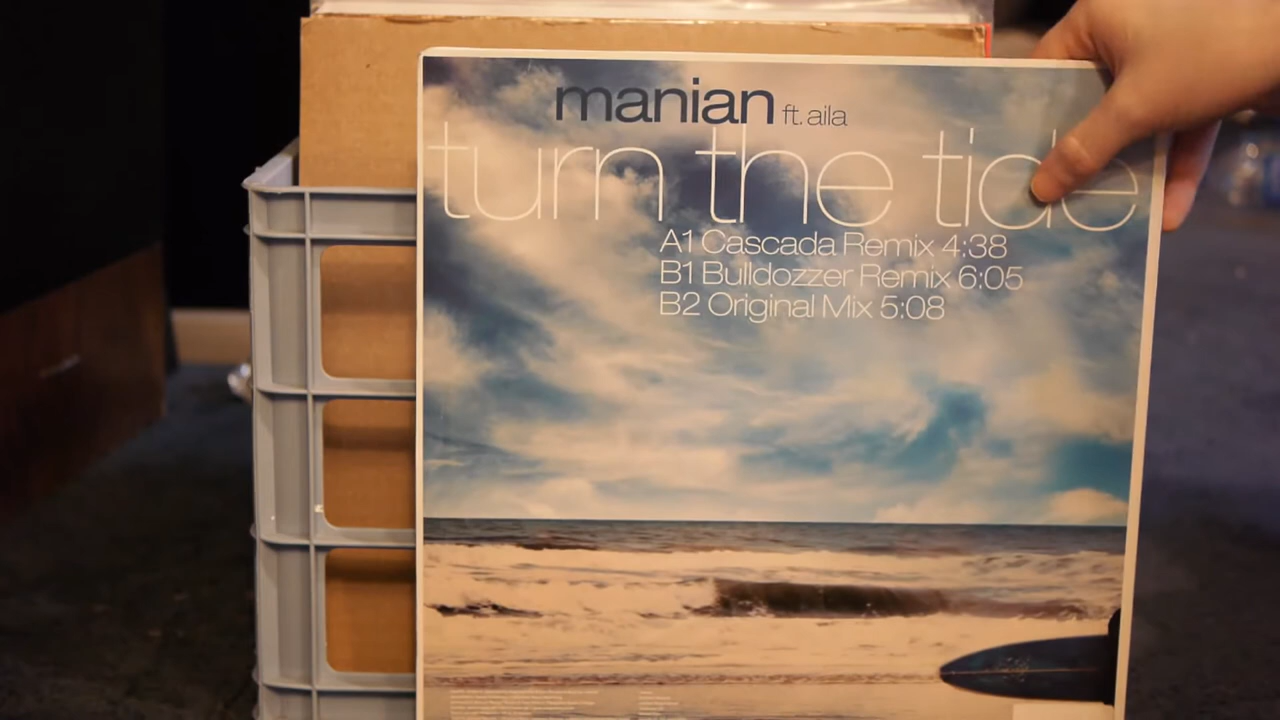 manian ft. aila
turn the tide
A1 Cascada Remix 4:38
B1 Bulldozzer Remix 6:05
B2 Original Mix 5:08